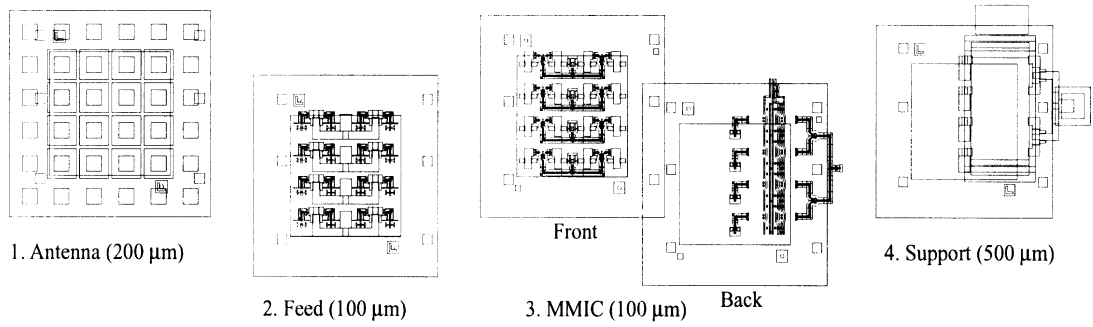 1. Antenna (200 µm)
2. Feed (100 µm)
Front
3. MMIC (100 µm)
Back
4. Support (500 µm)